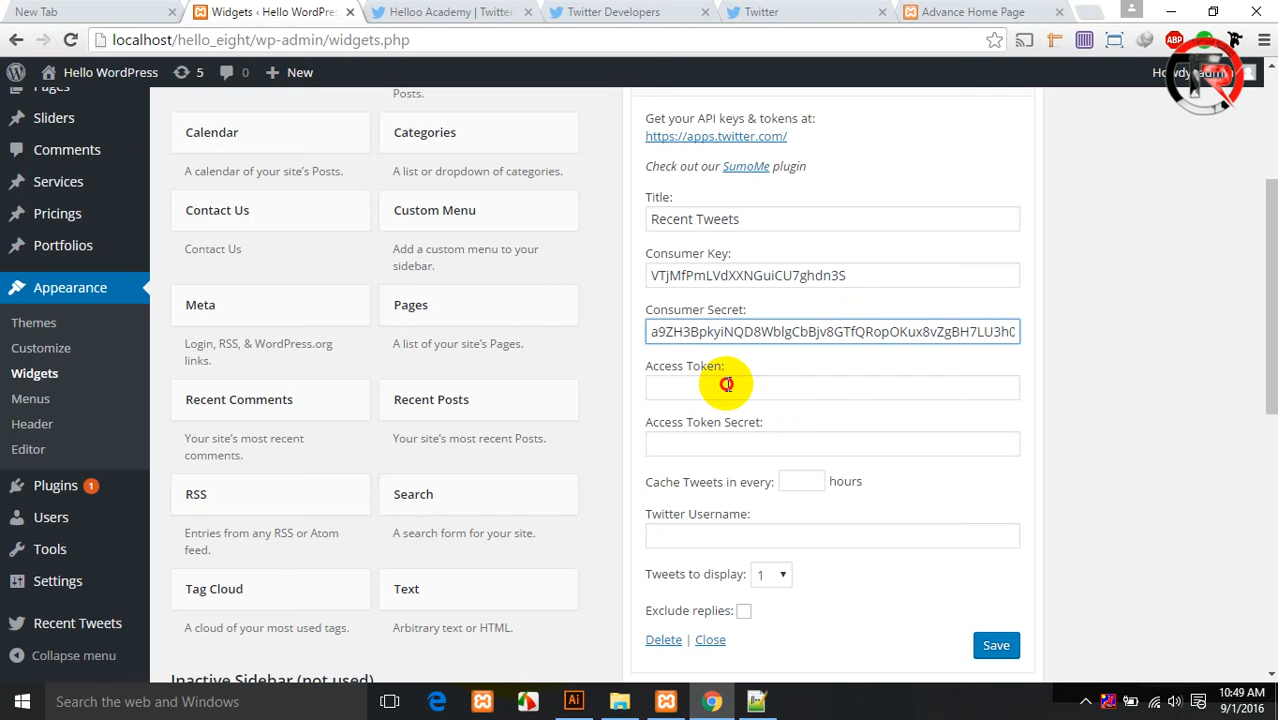 New Tab
Widgets ‹ Hello WordPres
Helloo Academy | Twitter
Twitter Developers
Twitter
Advance Home Page
localhost/hello_eight/wp-admin/widgets.php
ABP
Hello WordPress
5
0
New
Howdy, admin
Pages
Sliders
Comments
Services
Pricings
Portfolios
Appearance
Themes
Customize
Widgets
Menus
Header
Editor
Plugins 1
Users
Tools
Settings
Recent Tweets
Collapse menu
Posts.
Calendar
Categories
A calendar of your site's Posts.
A list or dropdown of categories.
Contact Us
Custom Menu
Contact Us
Add a custom menu to your
sidebar.
Meta
Pages
Login, RSS, & WordPress.org
links.
A list of your site's Pages.
Recent Comments
Recent Posts
Your site's most recent
comments.
Your site's most recent Posts.
RSS
Search
Entries from any RSS or Atom
feed.
A search form for your site.
Tag Cloud
Text
A cloud of your most used tags.
Arbitrary text or HTML.
Inactive Sidebar (not used)
Get your API keys & tokens at:
https://apps.twitter.com/
Check out our SumoMe plugin
Title:
Recent Tweets
Consumer Key:
VTjMfPmLVdXXNGuiCU7ghdn3S
Consumer Secret:
a9ZH3BpkyiNQD8WblgCbBjv8GTfQRopOKux8vZgBH7LU3h0
Access Token:
Access Token Secret:
Cache Tweets in every: hours
Twitter Username:
Tweets to display: 1
Exclude replies:
Delete | Close
Save
Search the web and Windows
Ai
10:49 AM
9/1/2016